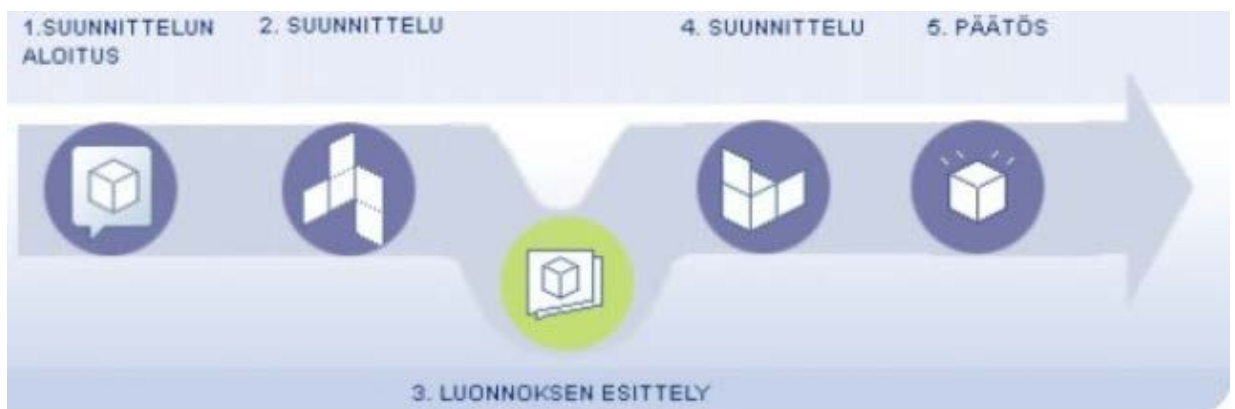 1.SUUNNITTELUN
ALOITUS
2. SUUNNITTELU
3. LUONNOKSEN ESITTELY
4. SUUNNITTELU
5. PÄÄTÖS